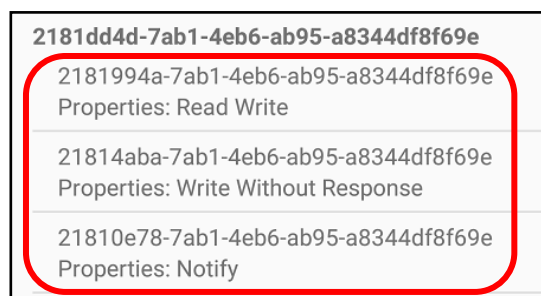 2181dd4d-7ab1-4eb6-ab95-a8344df8f69e
2181994a-7ab1-4eb6-ab95-a8344df8f69e
Properties: Read Write
21814aba-7ab1-4eb6-ab95-a8344df8f69e
Properties: Write Without Response
21810e78-7ab1-4eb6-ab95-a8344df8f69e
Properties: Notify